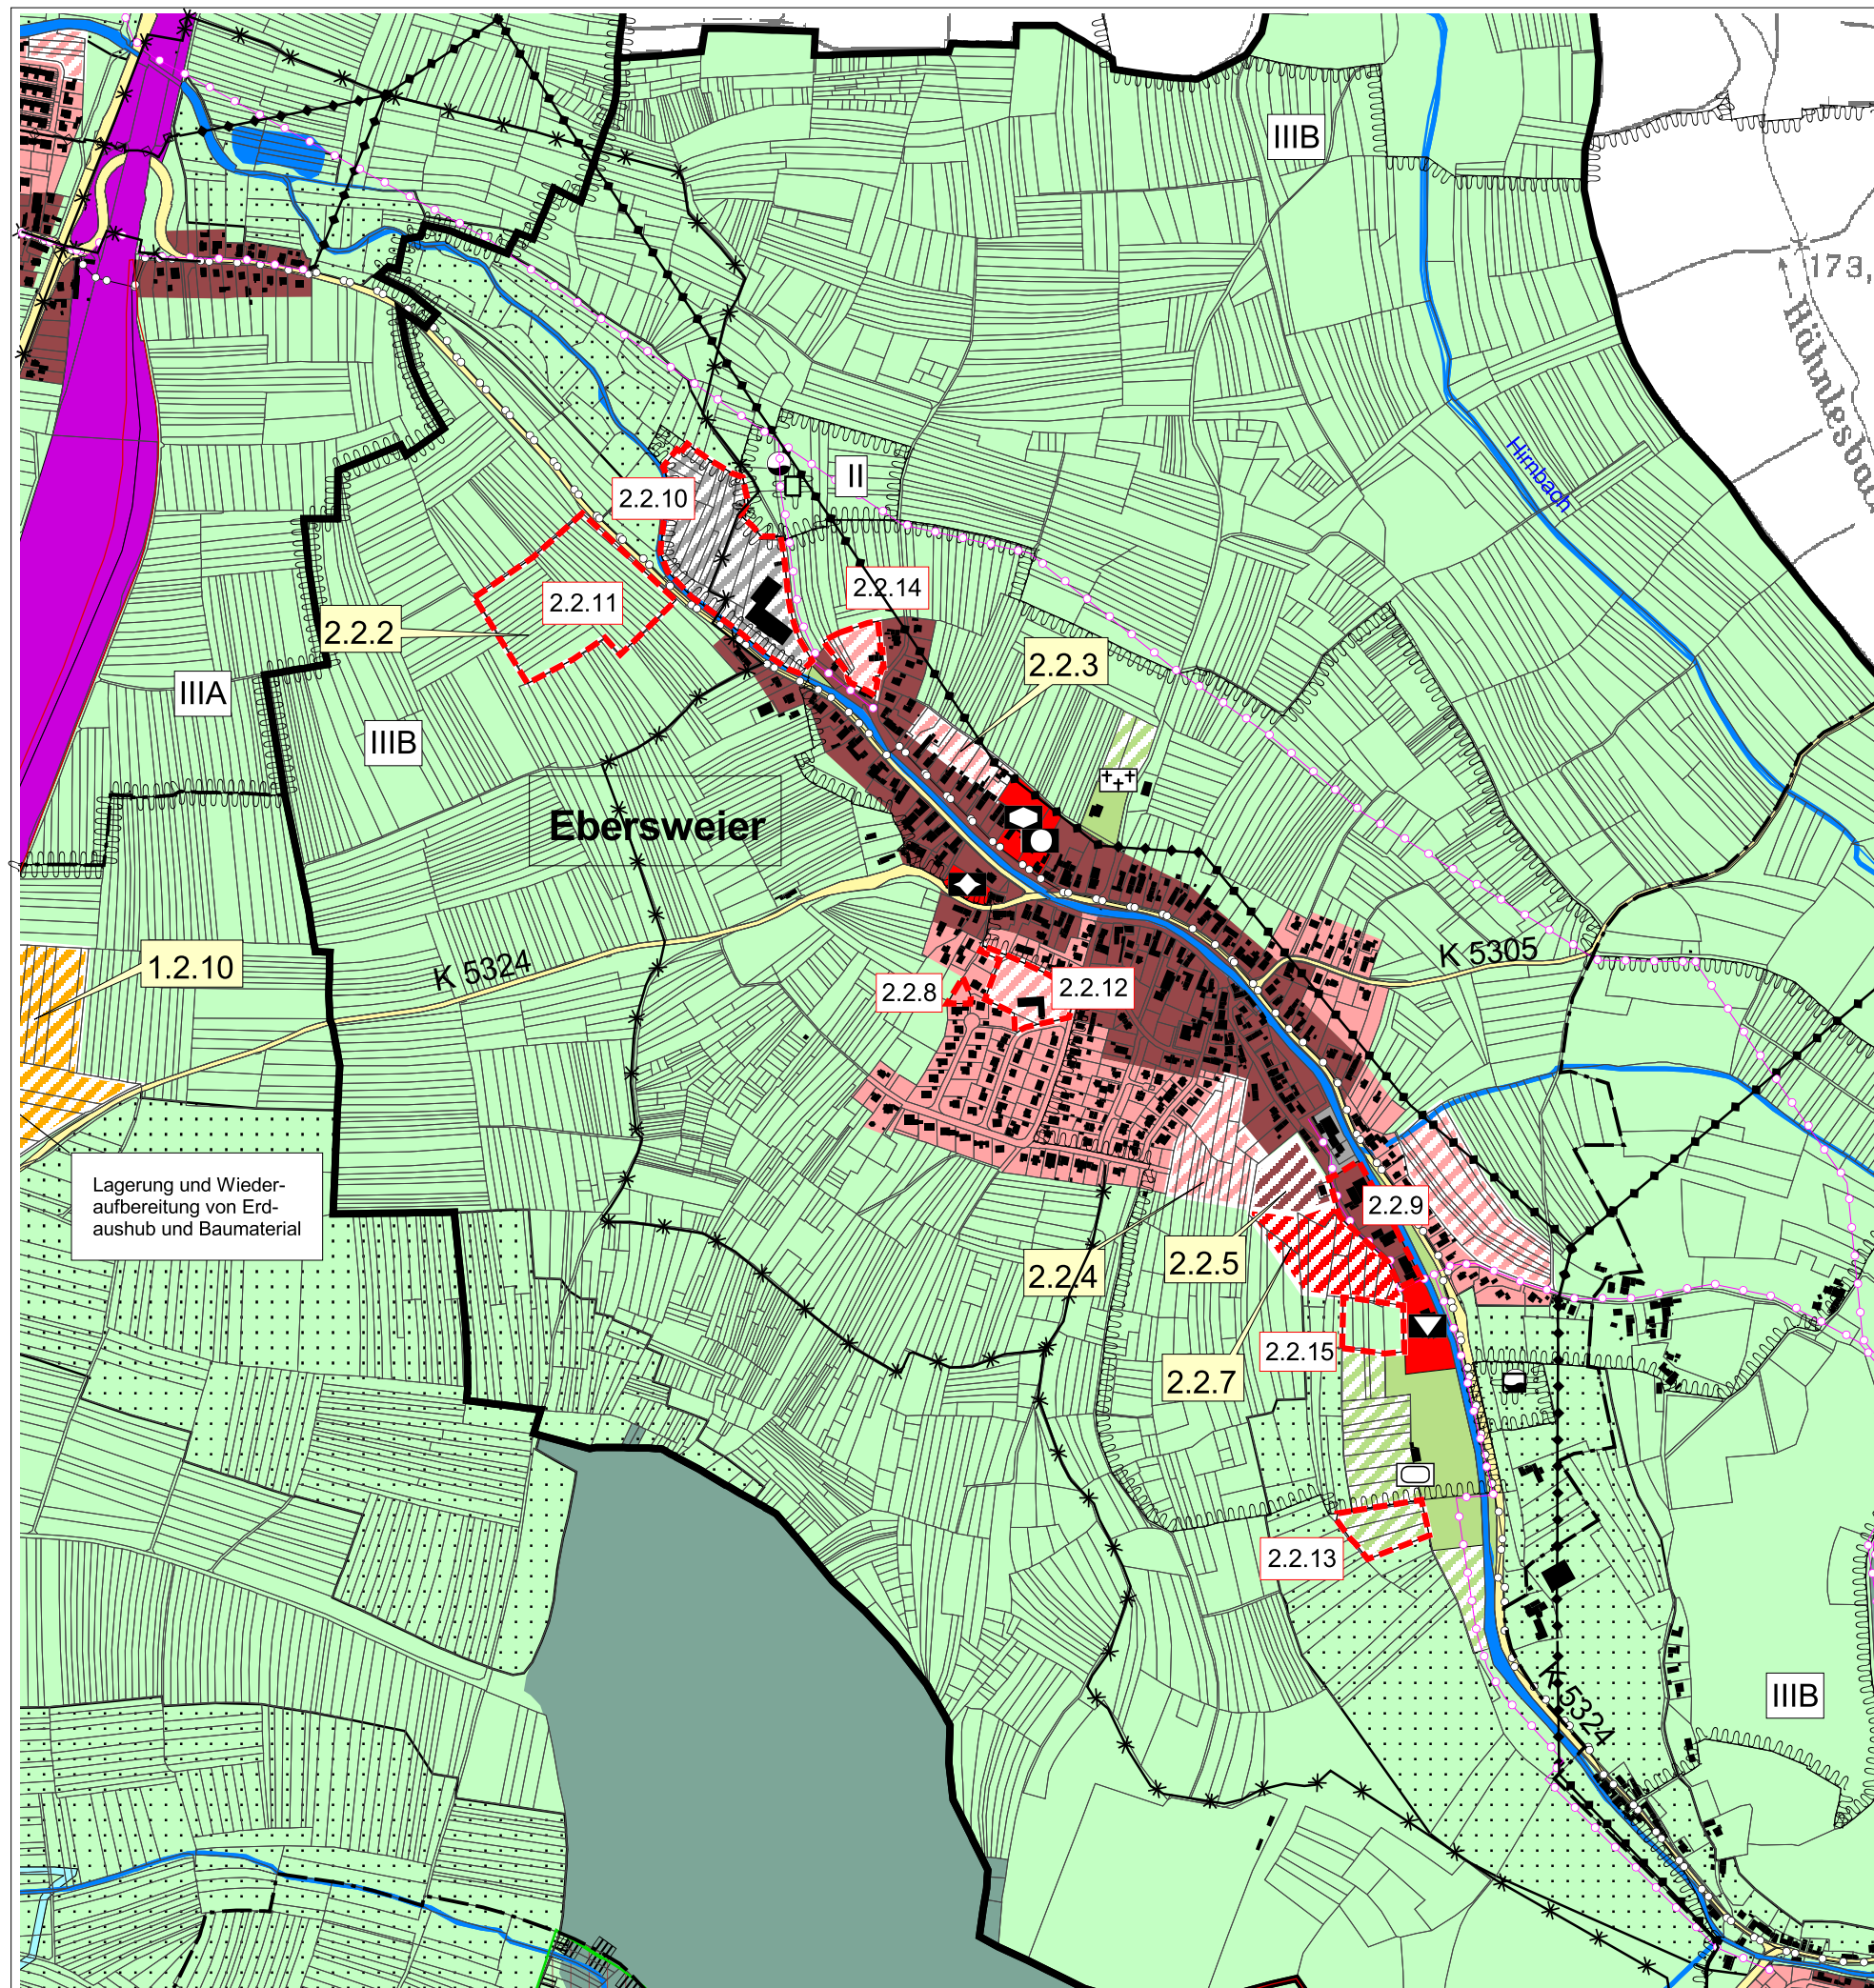 IIIB
173,
Hähnlesbau
Hirnbach
II
2.2.10
2.2.14
2.2.11
2.2.2
2.2.3
IIIA
IIIB
Ebersweier
1.2.10
K 5324
K 5305
2.2.8
2.2.12
Lagerung und Wieder-
aufbereitung von Erd-
aushub und Baumaterial
2.2.9
2.2.4
2.2.5
2.2.15
2.2.7
2.2.13
K 5324
IIIB